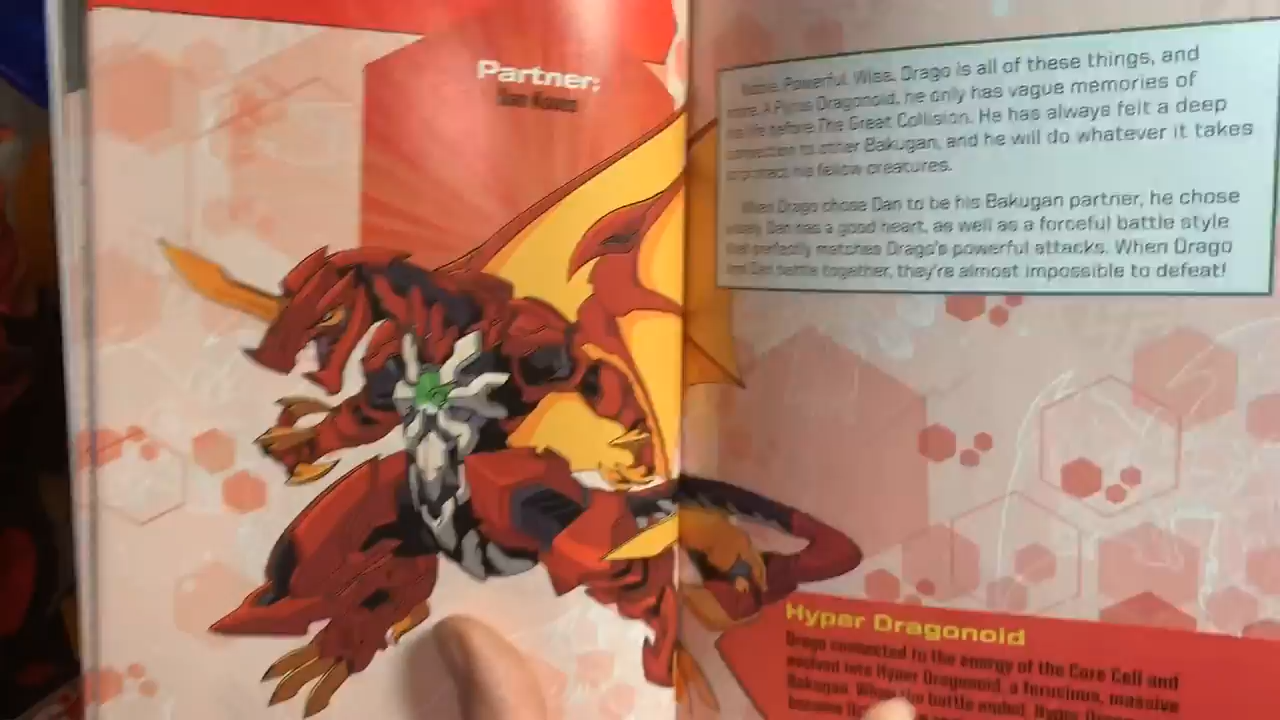 Partner:
Dan Kouzo
Noble. Powerful. Wise. Drago is all of these things, and
more. A Pyrus Dragonoid, he only has vague memories of
his life before The Great Collision. He has always felt a deep
connection to other Bakugan, and he will do whatever it takes
to protect his fellow creatures.
When Drago chose Dan to be his Bakugan partner, he chose
wisely. Dan has a good heart, as well as a forceful battle style
that perfectly matches Drago's powerful attacks. When Drago
and Dan battle together, they're almost impossible to defeat!
Hyper Dragonoid
Drago connected to the energy of the Core Cell and
evolved into Hyper Dragonoid, a ferocious, massive
Bakugan. When the battle ended, Hyper
became